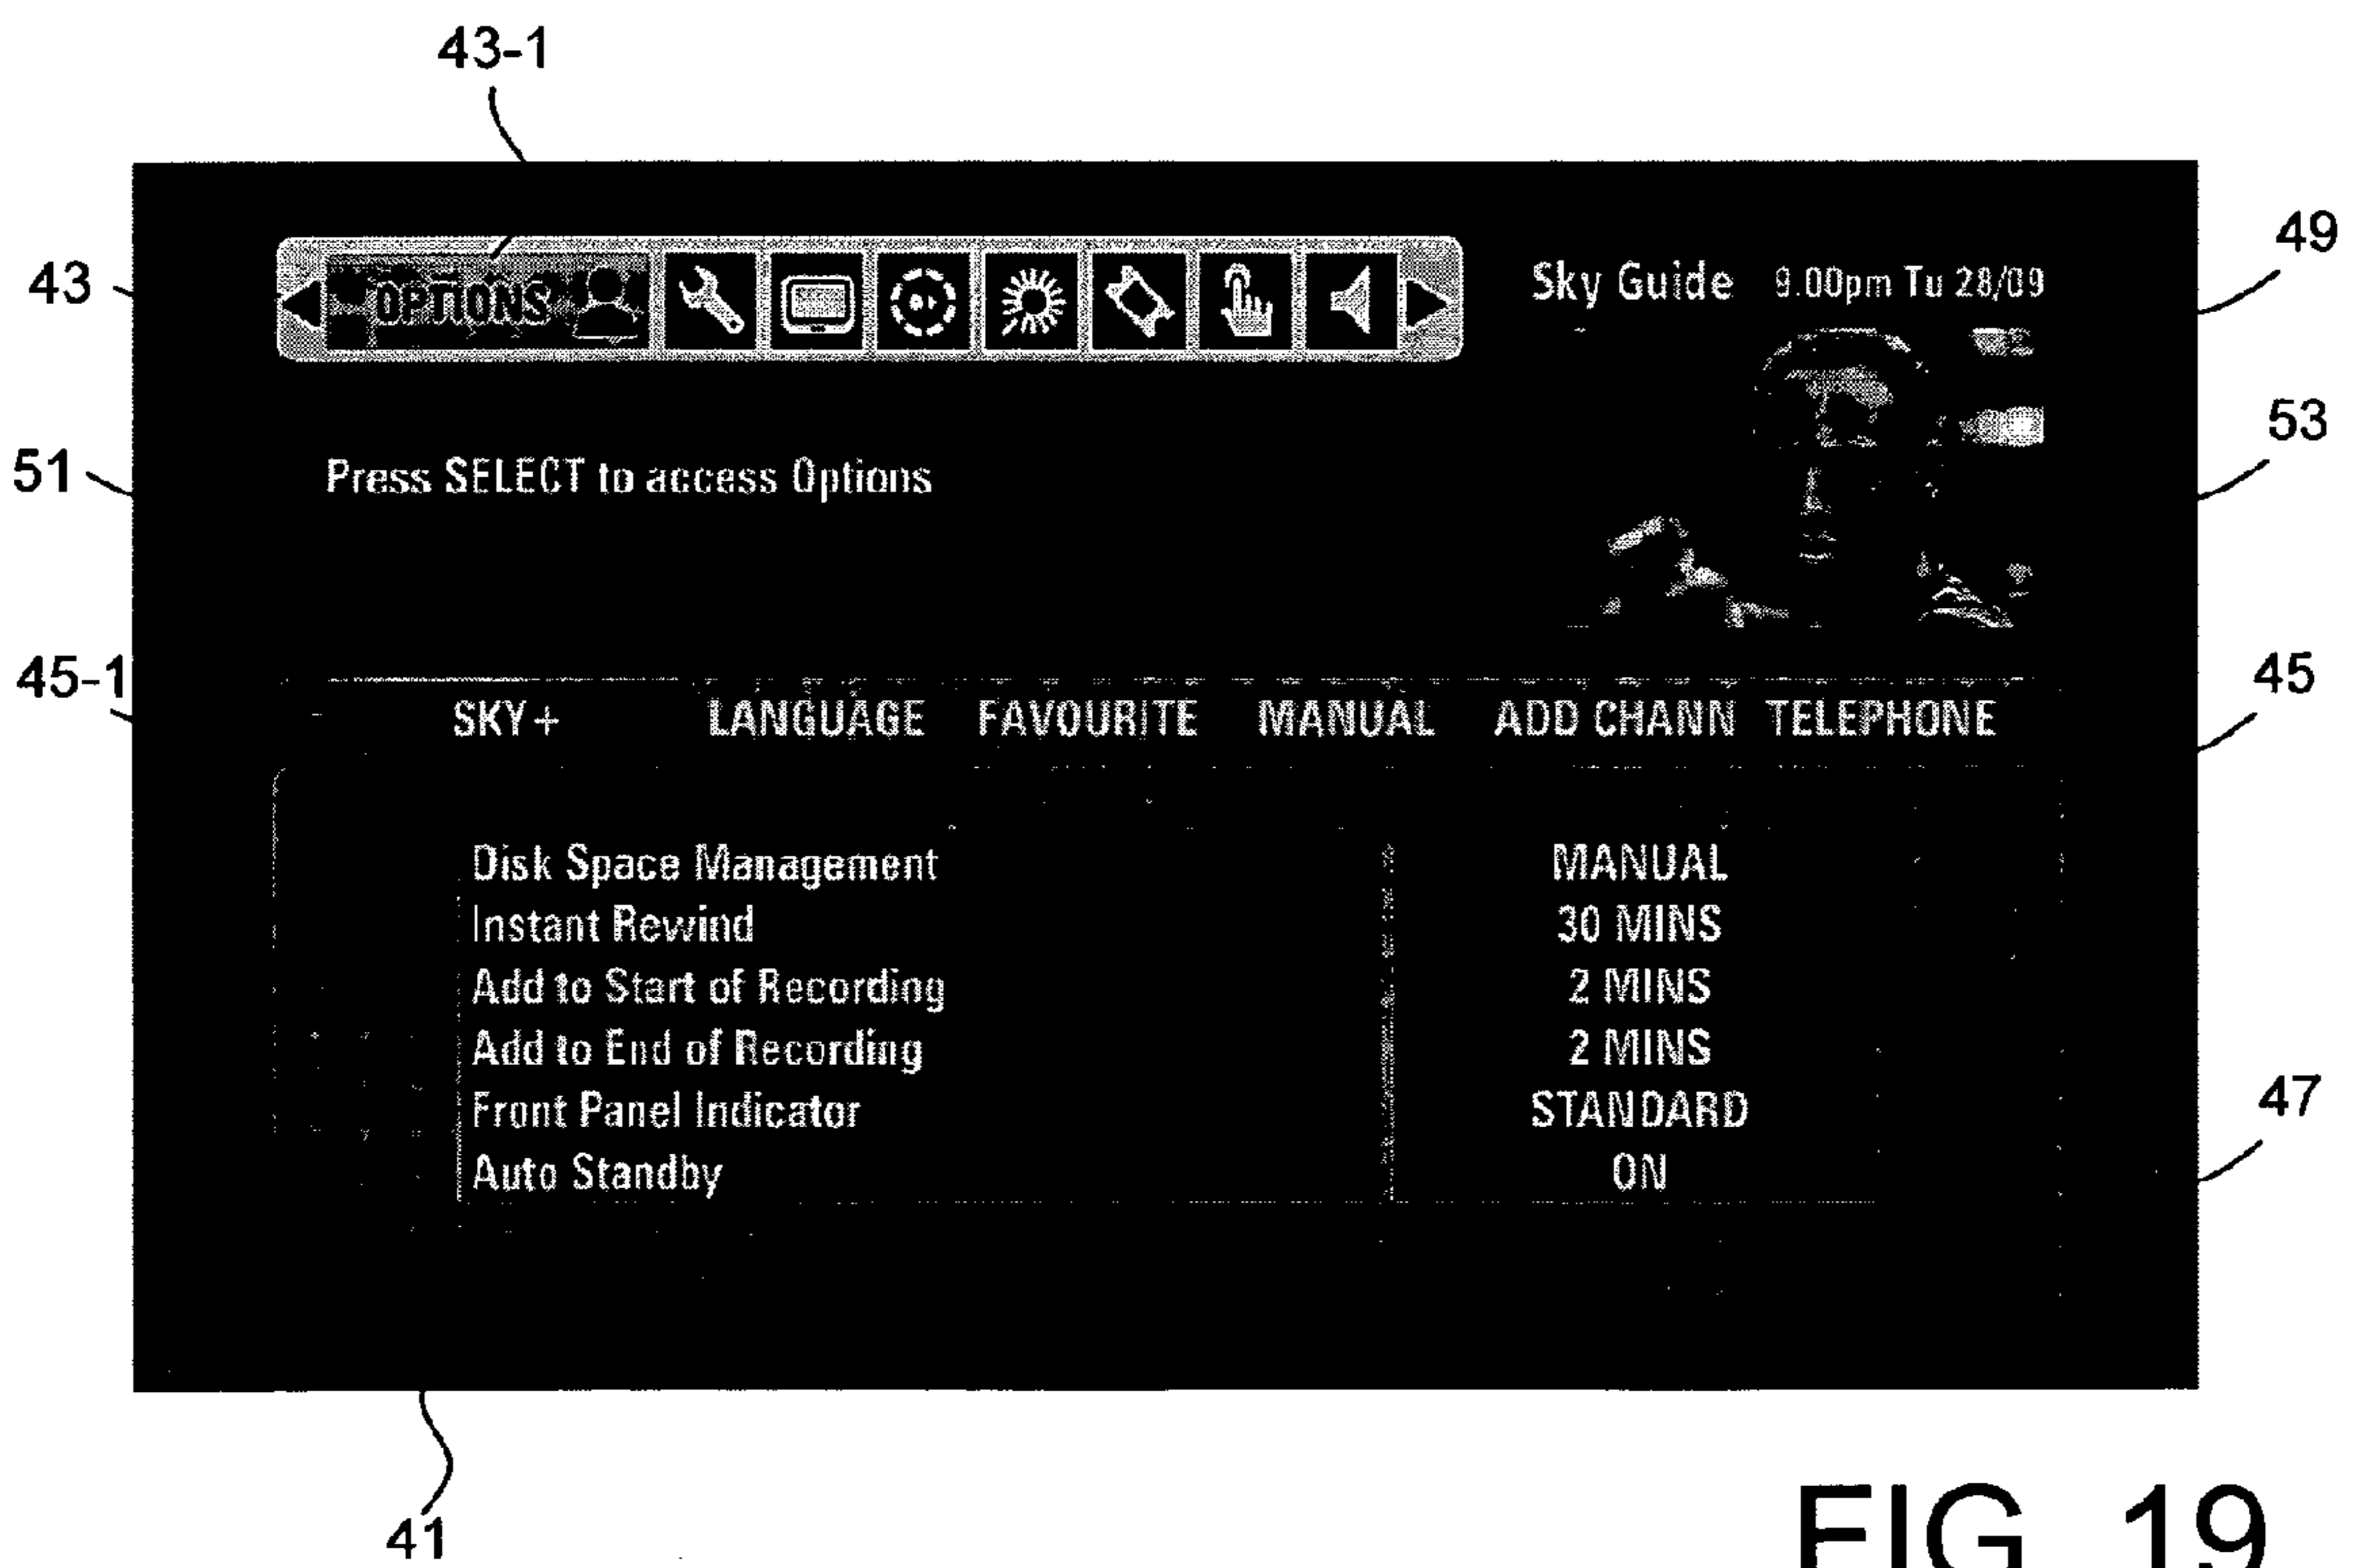 43-1
43
OPTIONS
Sky Guide 9.00pm Tu 28/09
49
53
51
Press SELECT to access Options
45-1
45
SKY+ LANGUAGE FAVOURITE MANUAL ADD CHANN TELEPHONE
Disk Space Management MANUAL
Instant Rewind 30 MINS
Add to Start of Recording 2 MINS
Add to End of Recording 2 MINS
Front Panel Indicator STANDARD
Auto Standby ON
47
41
FIG 19